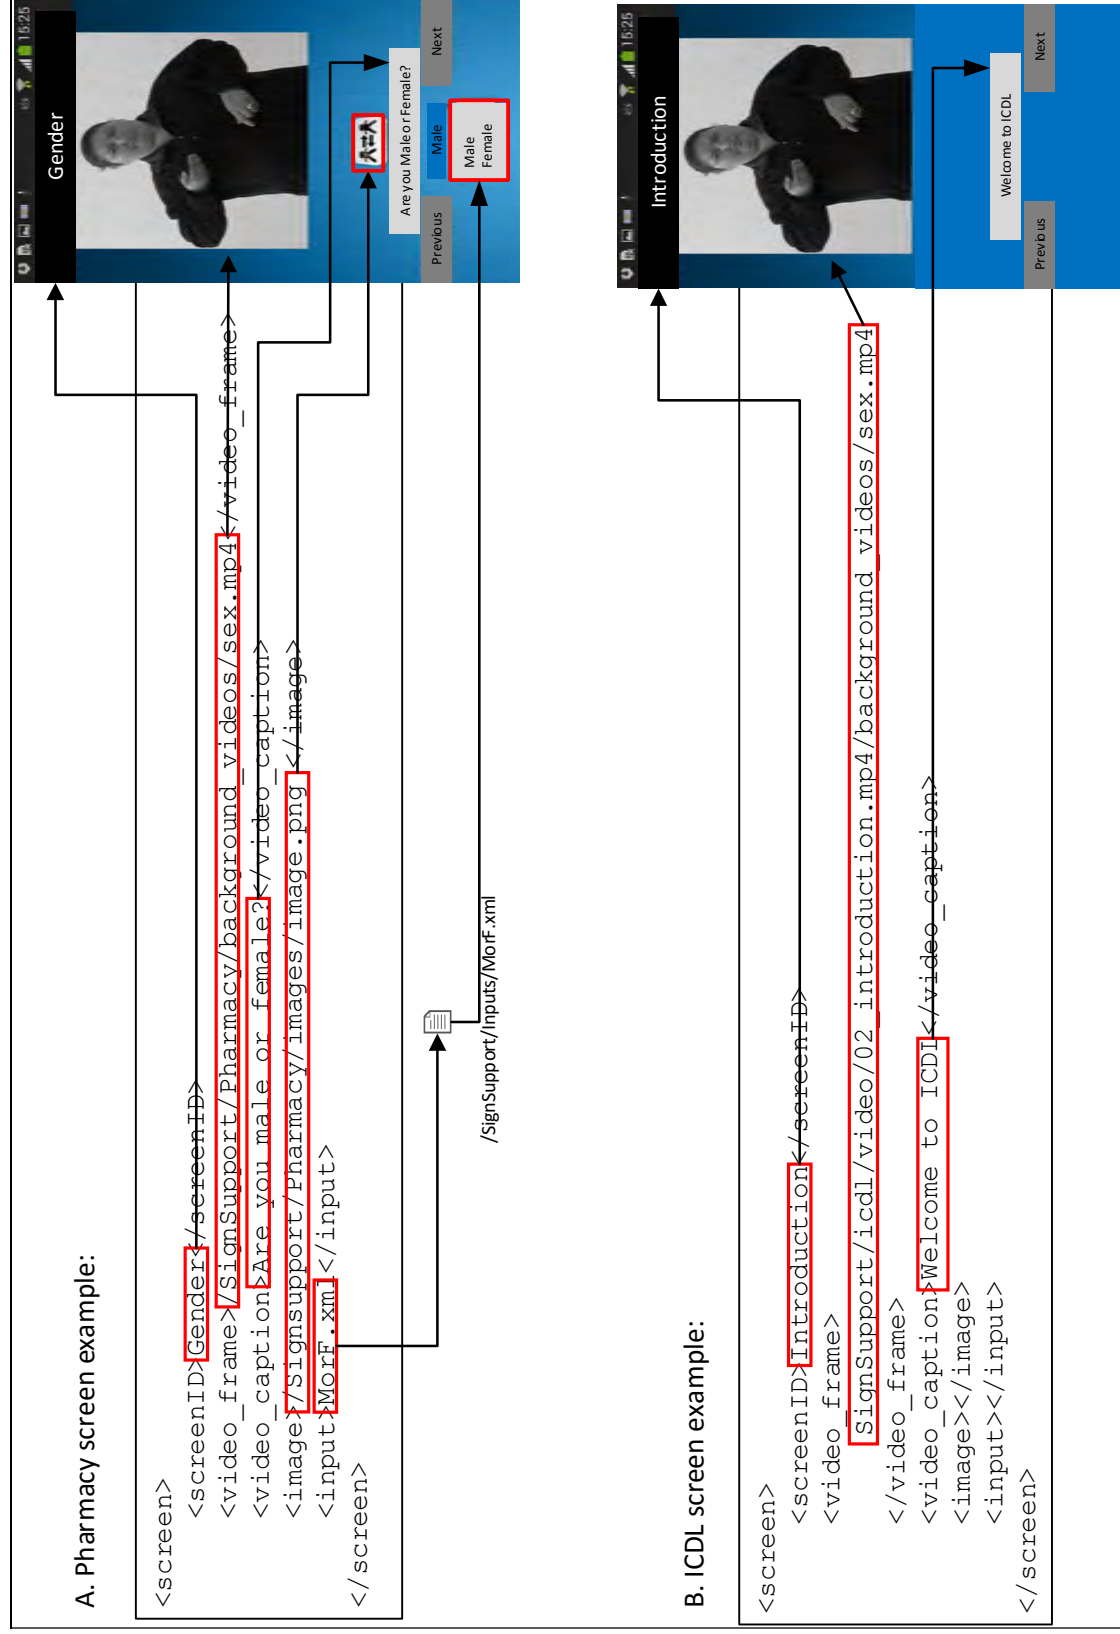 A. Pharmacy screen example:
<screen>
<screenID>Gender</screenID>
<video_frame>/SignSupport/Pharmacy/background_videos/sex.mp4</video_frame>
<video_caption>Are you male or female?</video_caption>
<image>/Signsupport/Pharmacy/images/image.png </image>
<input>MorF.xml</input>
</screen>
/SignSupport/Inputs/MorF.xml
15:25
Gender
Are you Male or Female?
Previous
Male
Next
Male
Female
B. ICDL screen example:
<screen>
<screenID>Introduction</screenID>
<video_frame>
SignSupport/icdl/video/02_introduction.mp4/background_videos/sex.mp4
</video_frame>
<video_caption>Welcome to ICDL</video_caption>
<image></image>
<input></input>
</screen>
15:25
Introduction
Welcome to ICDL
Previous
Next